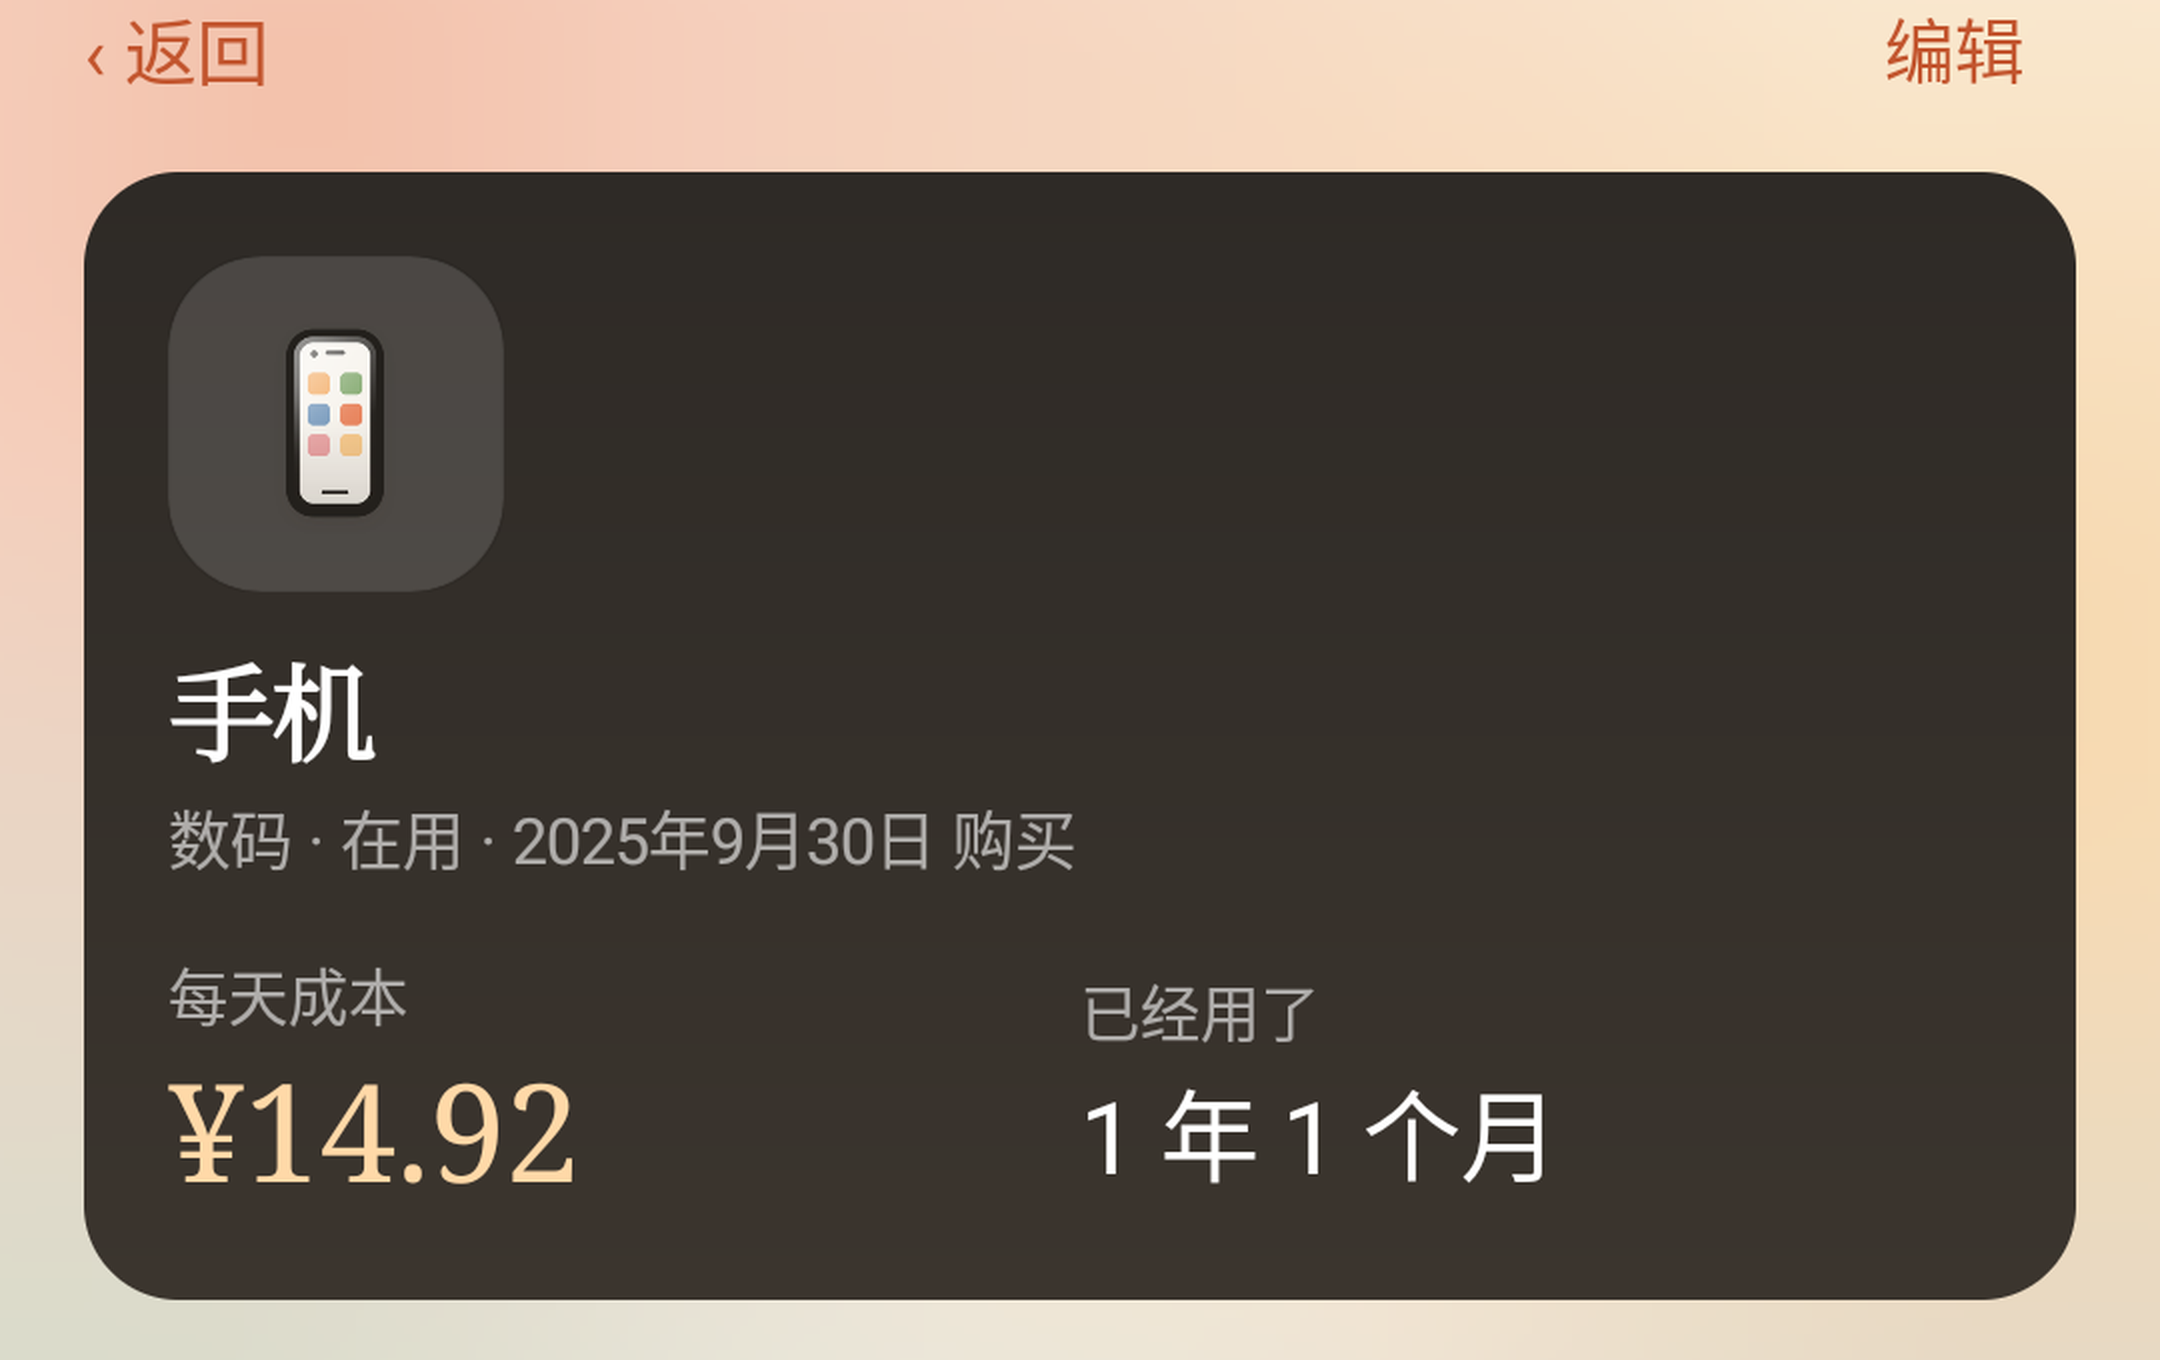 ‹ 返回
编辑
手机
数码 · 在用 · 2025年9月30日 购买
每天成本
已经用了
¥14.92
1 年 1 个月